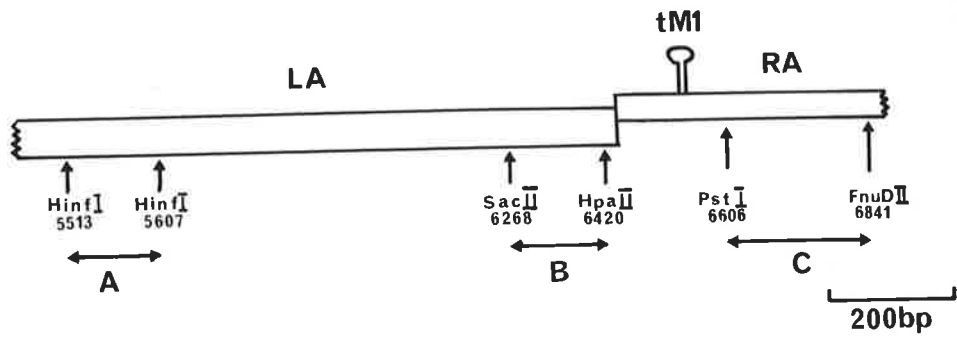 tM1
LA
RA
HinfI HinfI SacII HpaII PstI FnuDII
5513 5607 6268 6420 6606 6841
A
B
C
200bp